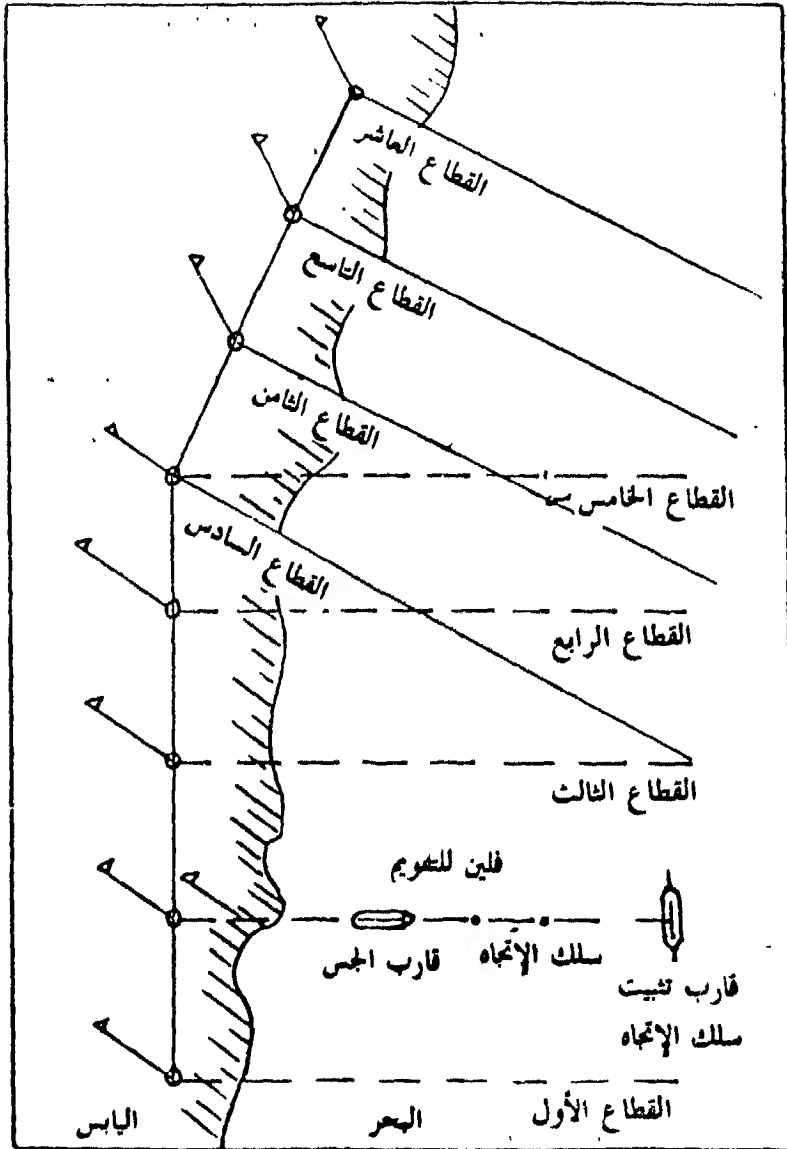 القطاع العاشر
القطاع التاسع
القطاع الثامن
القطاع الخامس
القطاع السادس
القطاع الرابع
القطاع الثالث
فلين للتعويم
سلك الإتجاه
قارب الجس
قارب تثبيت
سلك الإتجاه
القطاع الأول
البحر
اليابس